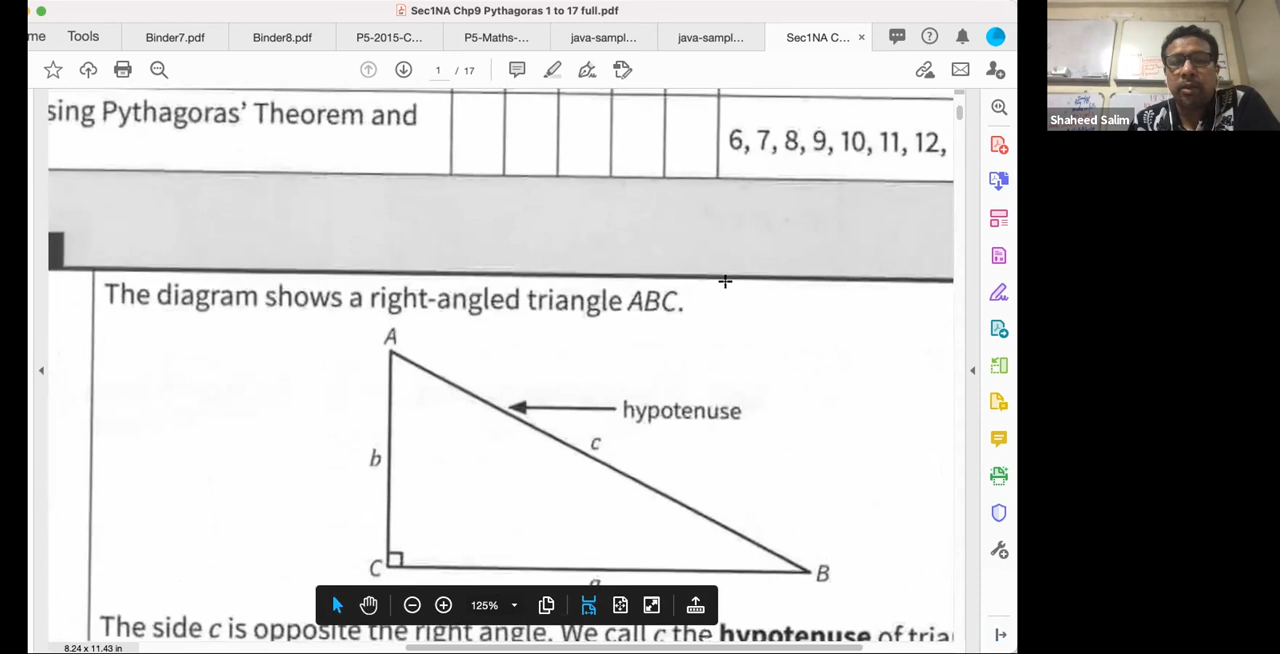 Sec1NA Chp9 Pythagoras 1 to 17 full.pdf
me Tools Binder7.pdf Binder8.pdf P5-2015-C... P5-Maths-... java-sampl... java-sampl... Sec1NA C... ×
1 / 17
Shaheed Salim
sing Pythagoras' Theorem and
6, 7, 8, 9, 10, 11, 12,
The diagram shows a right-angled triangle ABC.
A
hypotenuse
c
b
C
B
a
125%
The side c is opposite the right angle. We call c the hypotenuse of tria
8.24 x 11.43 in